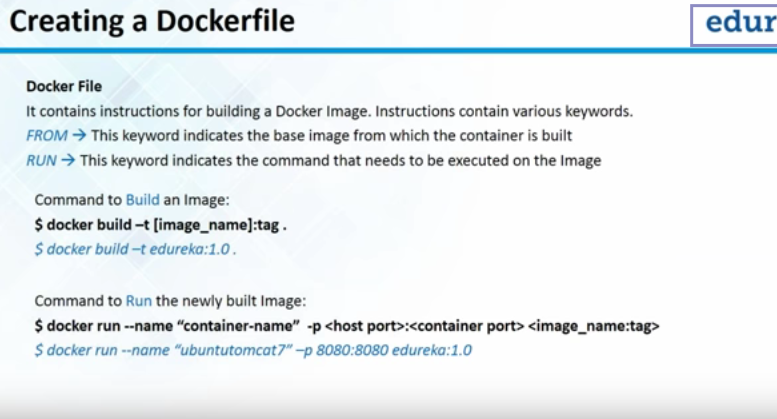 Creating a Dockerfile
edur
Docker File
It contains instructions for building a Docker Image. Instructions contain various keywords.
FROM → This keyword indicates the base image from which the container is built
RUN → This keyword indicates the command that needs to be executed on the Image
Command to Build an Image:
$ docker build –t [image_name]:tag .
$ docker build –t edureka:1.0 .
Command to Run the newly built Image:
$ docker run --name “container-name” -p <host port>:<container port> <image_name:tag>
$ docker run --name “ubuntutomcat7” –p 8080:8080 edureka:1.0